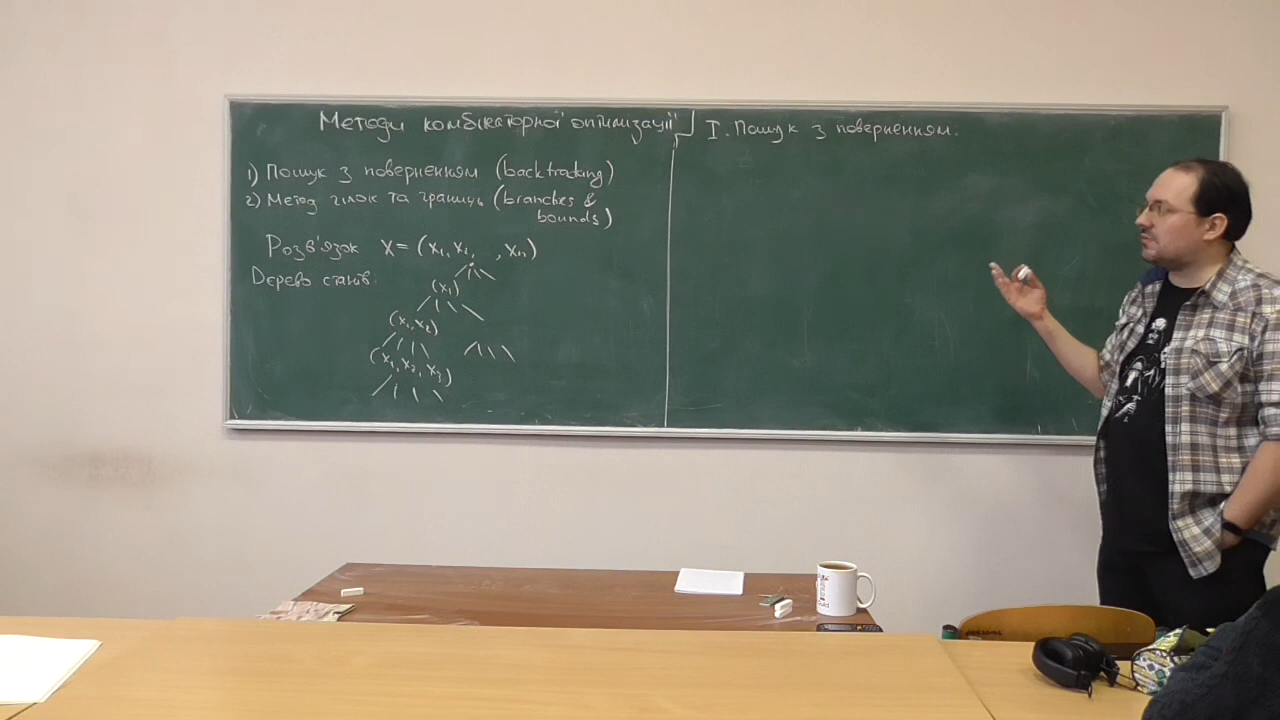 Методи комбінаторної оптимізації
1) Пошук з поверненням (backtracking)
2) Метод гілок та границь (branches &
bounds)
Розв'язок X = (x₁, x₂, , xₙ)
Дерево станів.
(x₁)
(x₁, x₂)
(x₁, x₂, x₃)
I. Пошук з поверненням.